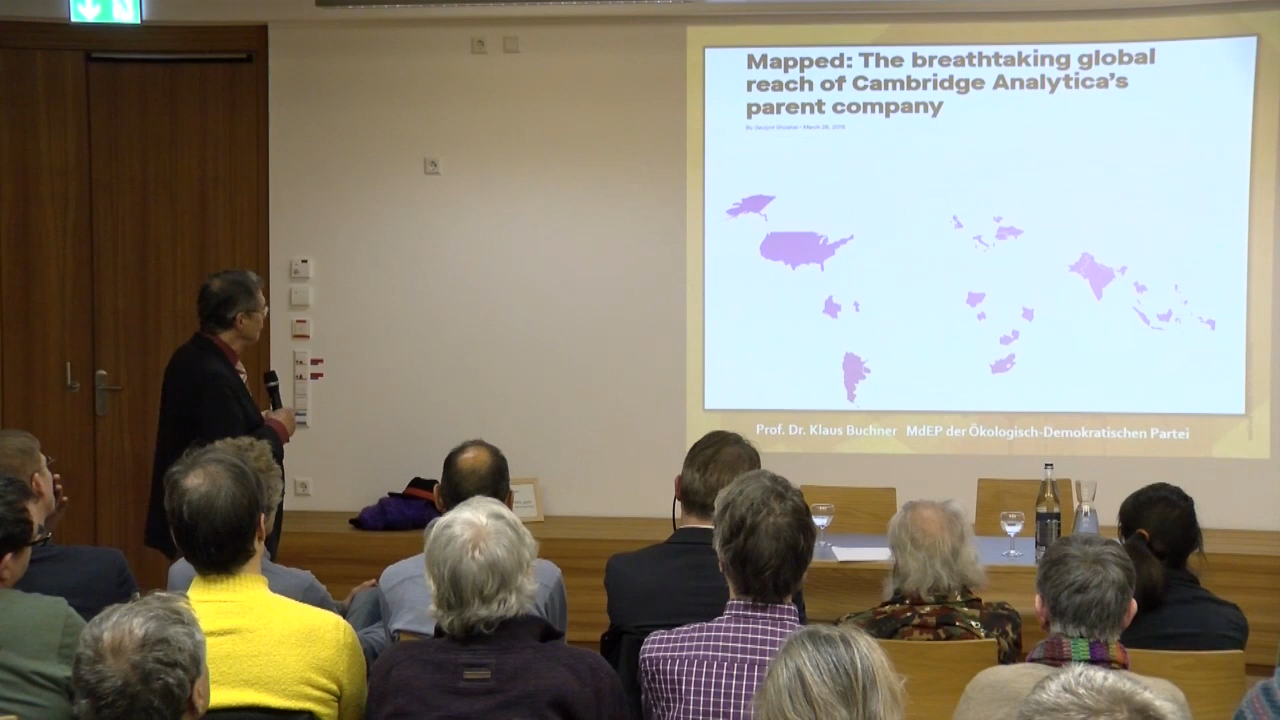 Mapped: The breathtaking global
reach of Cambridge Analytica's
parent company
Prof. Dr. Klaus Buchner MdEP der Ökologisch-Demokratischen Partei